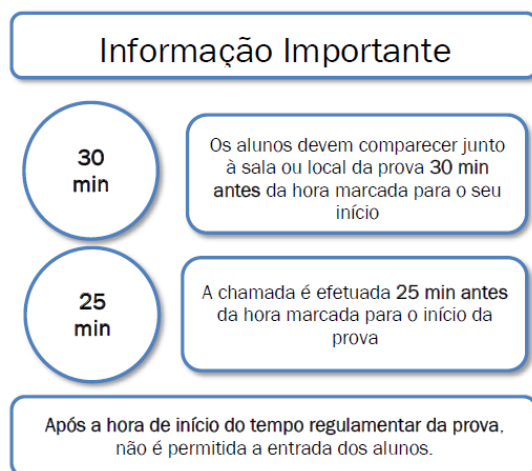 Informação Importante
30
min
Os alunos devem comparecer junto
à sala ou local da prova 30 min
antes da hora marcada para o seu
início
25
min
A chamada é efetuada 25 min antes
da hora marcada para o início da
prova
Após a hora de início do tempo regulamentar da prova,
não é permitida a entrada dos alunos.